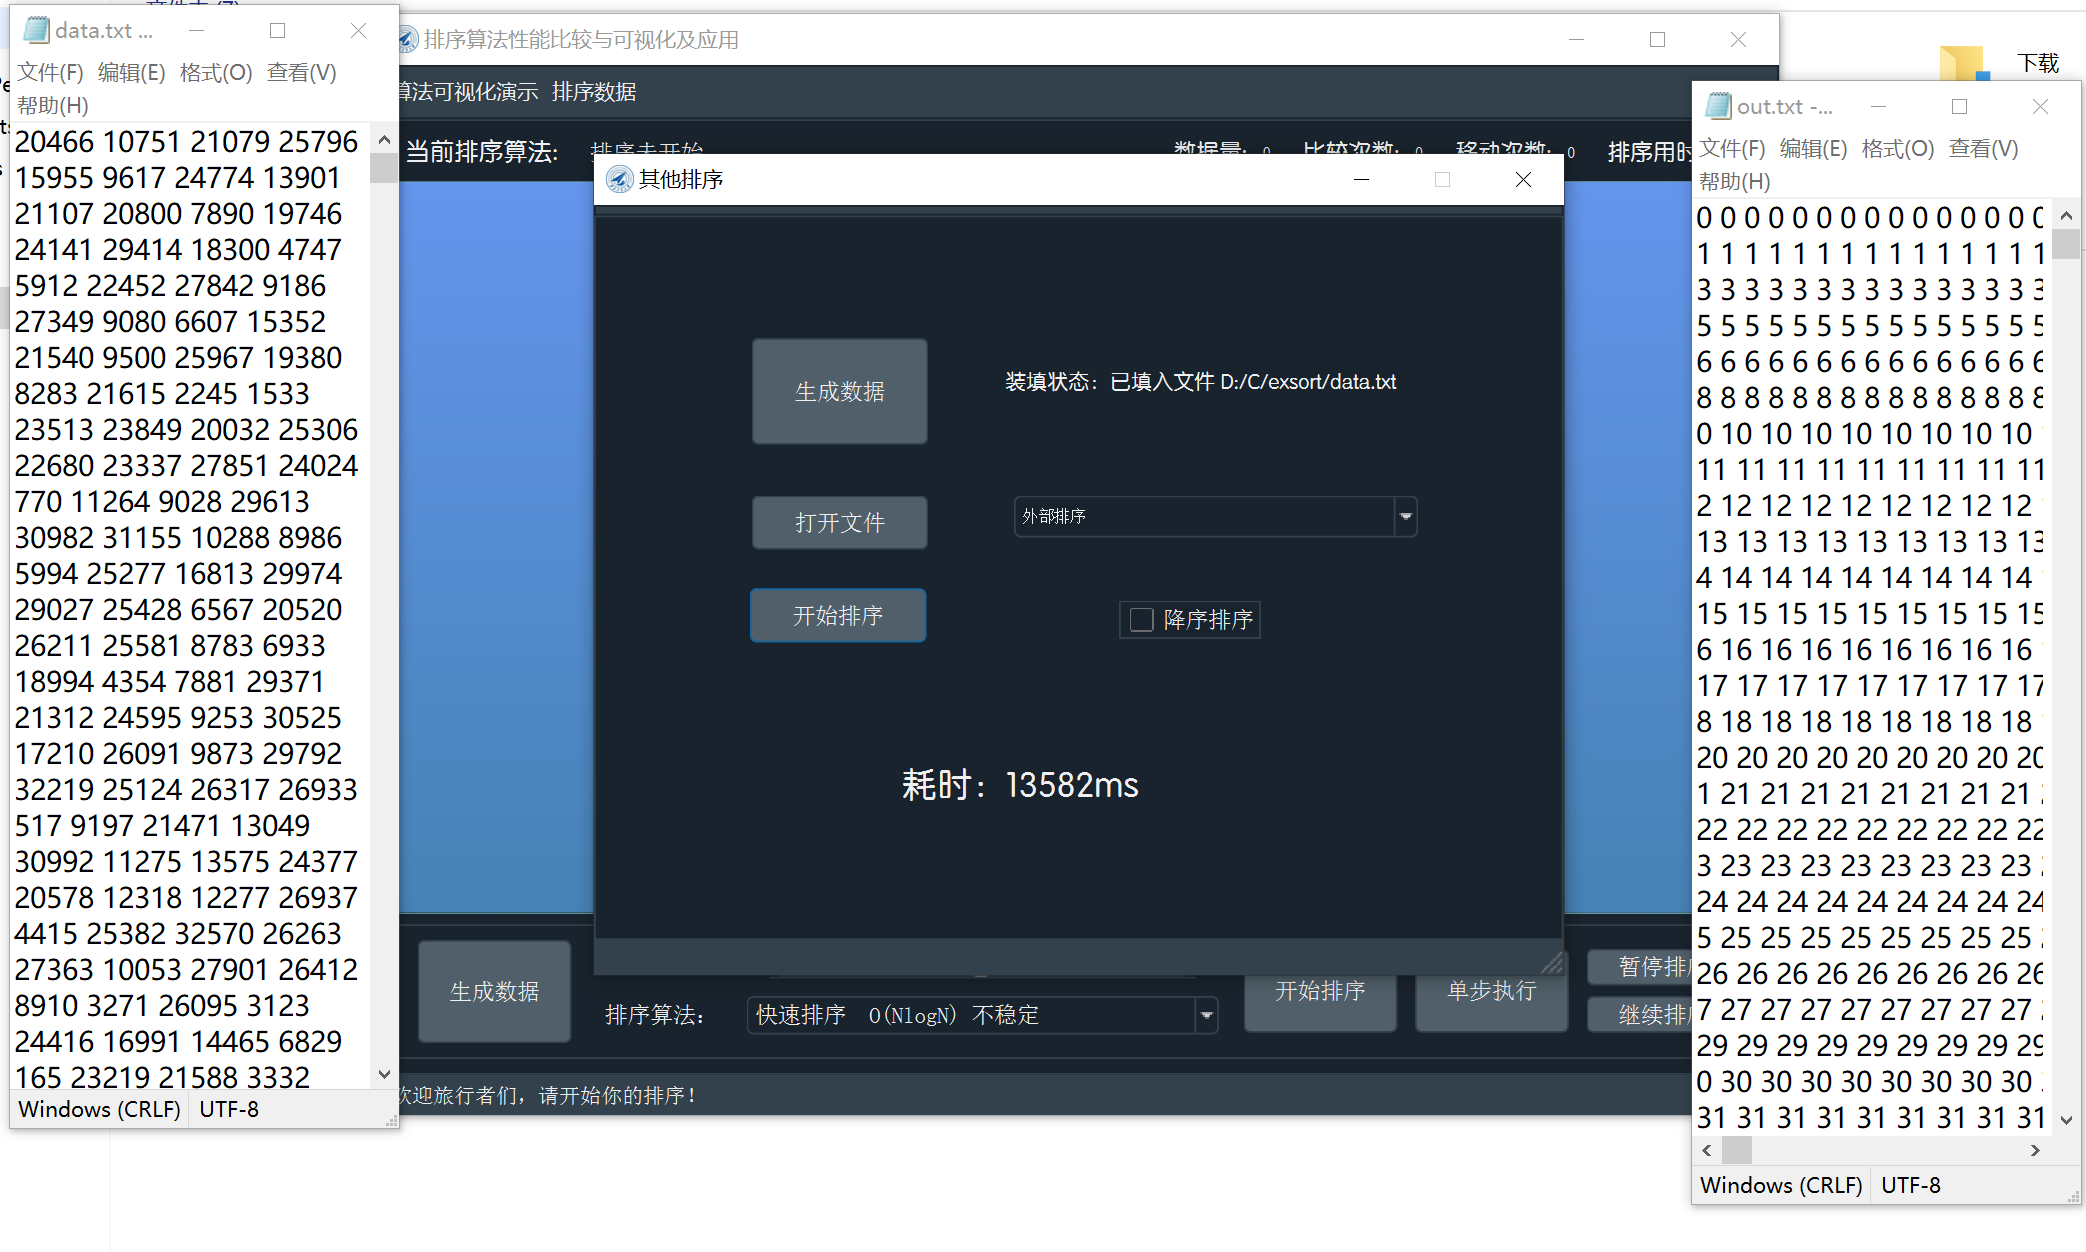 data.txt ...
文件(F) 编辑(E) 格式(O) 查看(V)
帮助(H)
20466 10751 21079 25796
15955 9617 24774 13901
21107 20800 7890 19746
24141 29414 18300 4747
5912 22452 27842 9186
27349 9080 6607 15352
21540 9500 25967 19380
8283 21615 2245 1533
23513 23849 20032 25306
22680 23337 27851 24024
770 11264 9028 29613
30982 31155 10288 8986
5994 25277 16813 29974
29027 25428 6567 20520
26211 25581 8783 6933
18994 4354 7881 29371
21312 24595 9253 30525
17210 26091 9873 29792
32219 25124 26317 26933
517 9197 21471 13049
30992 11275 13575 24377
20578 12318 12277 26937
4415 25382 32570 26263
27363 10053 27901 26412
8910 3271 26095 3123
24416 16991 14465 6829
165 23219 21588 3332
Windows (CRLF) UTF-8
排序算法性能比较与可视化及应用
算法可视化演示 排序数据
当前排序算法: 排序未开始 数据量: 0 比较次数: 0 移动次数: 0 排序用时
其他排序
生成数据
装填状态：已填入文件 D:/C/exsort/data.txt
打开文件
外部排序
开始排序
降序排序
耗时：13582ms
生成数据
排序算法：
快速排序 O(NlogN) 不稳定
开始排序
单步执行
暂停排
继续排
欢迎旅行者们，请开始你的排序！
下载
out.txt -...
文件(F) 编辑(E) 格式(O) 查看(V)
帮助(H)
0 0 0 0 0 0 0 0 0 0 0 0 0 0 0
1 1 1 1 1 1 1 1 1 1 1 1 1 1 1
3 3 3 3 3 3 3 3 3 3 3 3 3 3 3
5 5 5 5 5 5 5 5 5 5 5 5 5 5 5
6 6 6 6 6 6 6 6 6 6 6 6 6 6 6
8 8 8 8 8 8 8 8 8 8 8 8 8 8 8
0 10 10 10 10 10 10 10 10
11 11 11 11 11 11 11 11 11
2 12 12 12 12 12 12 12 12
13 13 13 13 13 13 13 13 13
4 14 14 14 14 14 14 14 14
15 15 15 15 15 15 15 15 15
6 16 16 16 16 16 16 16 16
17 17 17 17 17 17 17 17 17
8 18 18 18 18 18 18 18 18
20 20 20 20 20 20 20 20 20
1 21 21 21 21 21 21 21 21
22 22 22 22 22 22 22 22 22
3 23 23 23 23 23 23 23 23
24 24 24 24 24 24 24 24 24
5 25 25 25 25 25 25 25 25
26 26 26 26 26 26 26 26 26
7 27 27 27 27 27 27 27 27
29 29 29 29 29 29 29 29 29
0 30 30 30 30 30 30 30 30
31 31 31 31 31 31 31 31 31
Windows (CRLF) UTF-8